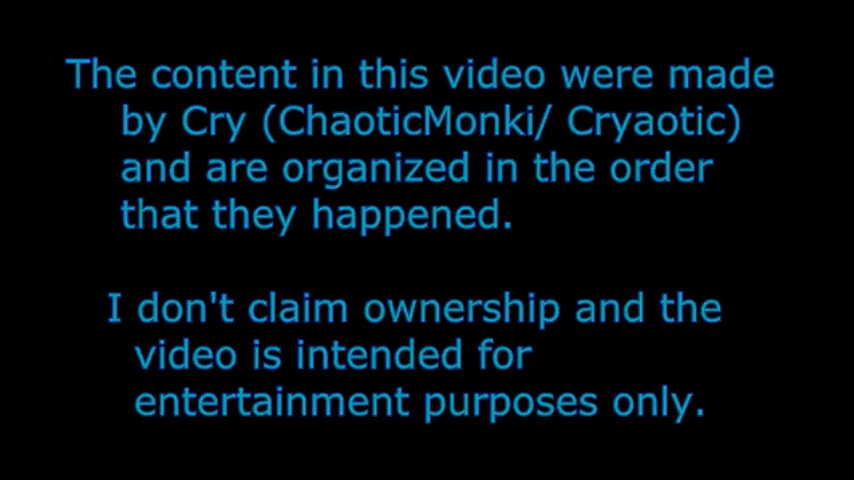 The content in this video were made
by Cry (ChaoticMonki/ Cryaotic)
and are organized in the order
that they happened.
I don't claim ownership and the
video is intended for
entertainment purposes only.